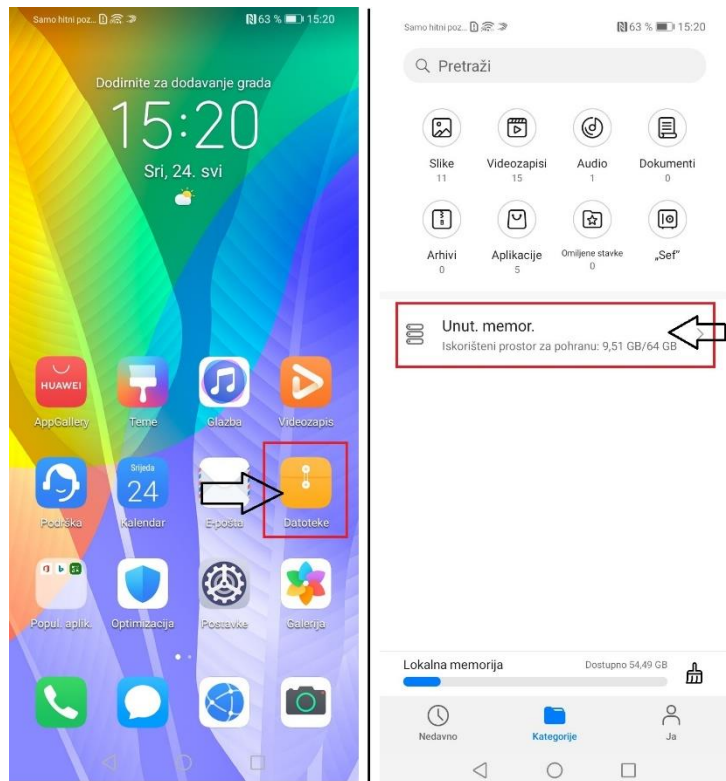 Samo hitni poz...
63 % 15:20
Dodirnite za dodavanje grada
15:20
Sri, 24. svi
HUAWEI
AppGallery
Teme
Glazba
Videozapis
Srijeda
24
Podrška
Kalendar
E-pošta
Datoteke
Popul. aplik.
Optimizacija
Postavke
Galerija
Samo hitni poz...
63 % 15:20
Pretraži
Slike
11
Videozapisi
15
Audio
1
Dokumenti
0
Arhivi
0
Aplikacije
5
Omiljene stavke
0
„Sef”
Unut. memor.
Iskorišteni prostor za pohranu: 9,51 GB/64 GB
Lokalna memorija
Dostupno 54,49 GB
Nedavno
Kategorije
Ja